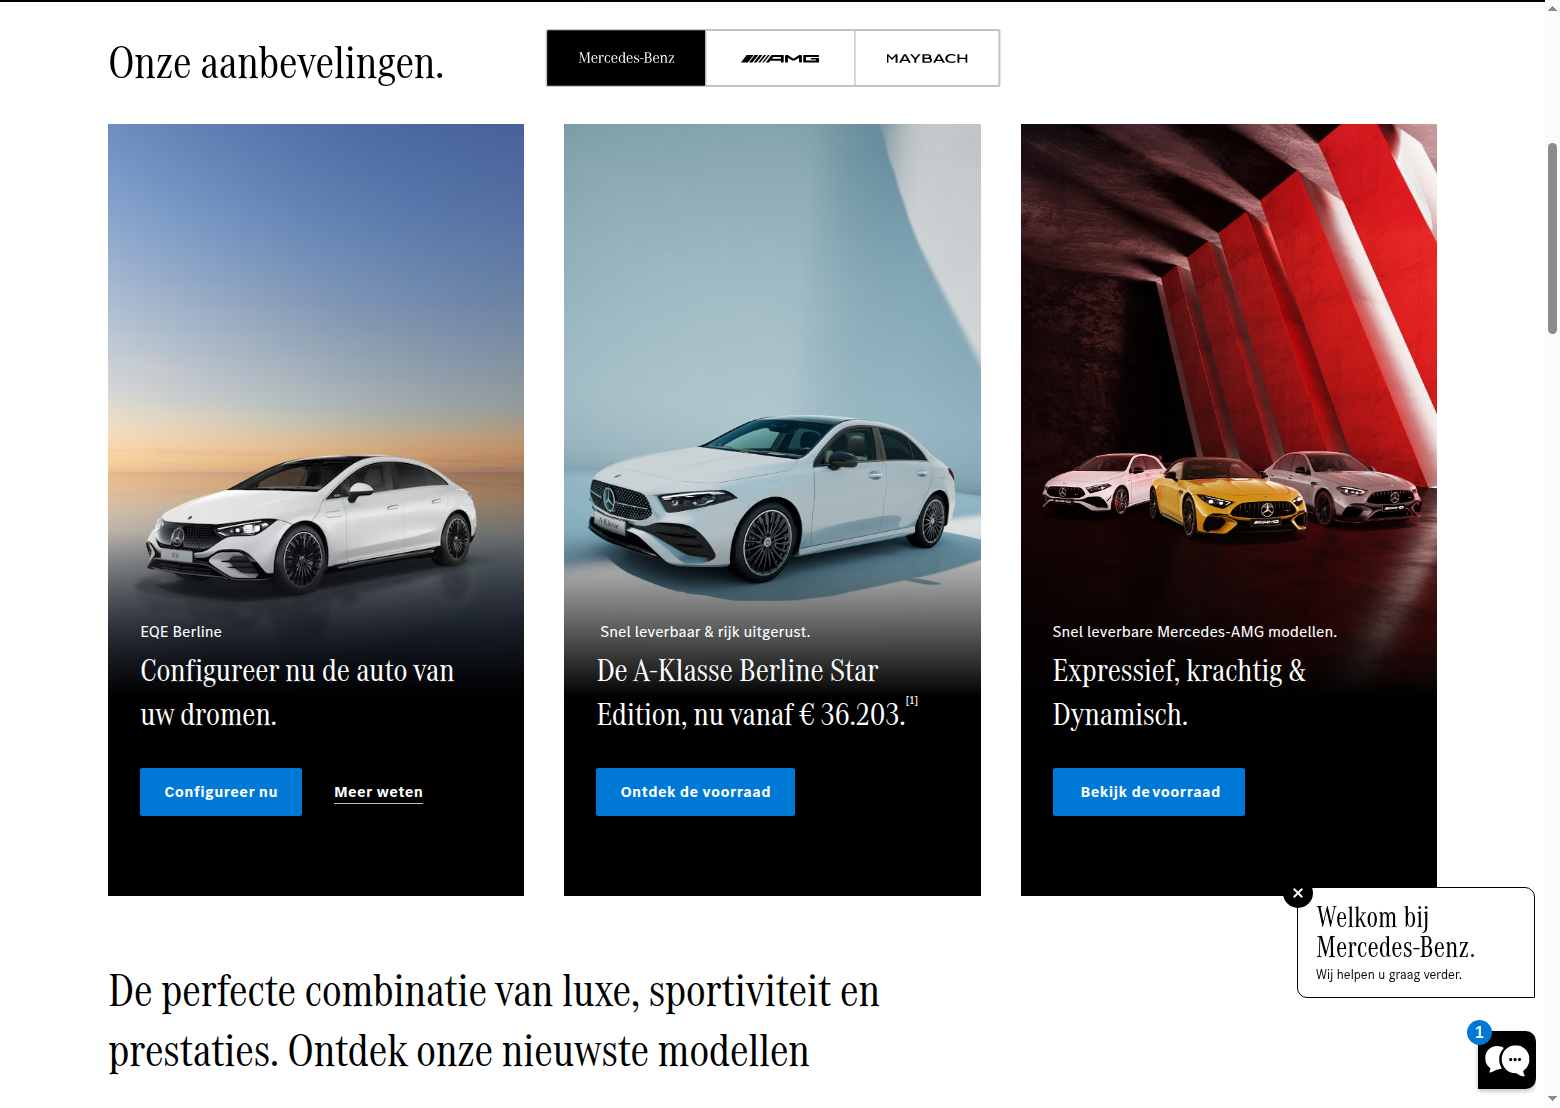 Onze aanbevelingen.
Mercedes-Benz
AMG
MAYBACH
EQE Berline
Configureer nu de auto van
uw dromen.
Configureer nu
Meer weten
A-Klasse
Snel leverbaar & rijk uitgerust.
De A-Klasse Berline Star
Edition, nu vanaf € 36.203.[1]
Ontdek de voorraad
AMG
Snel leverbare Mercedes-AMG modellen.
Expressief, krachtig &
Dynamisch.
Bekijk de voorraad
Welkom bij
Mercedes-Benz.
Wij helpen u graag verder.
De perfecte combinatie van luxe, sportiviteit en
prestaties. Ontdek onze nieuwste modellen
1